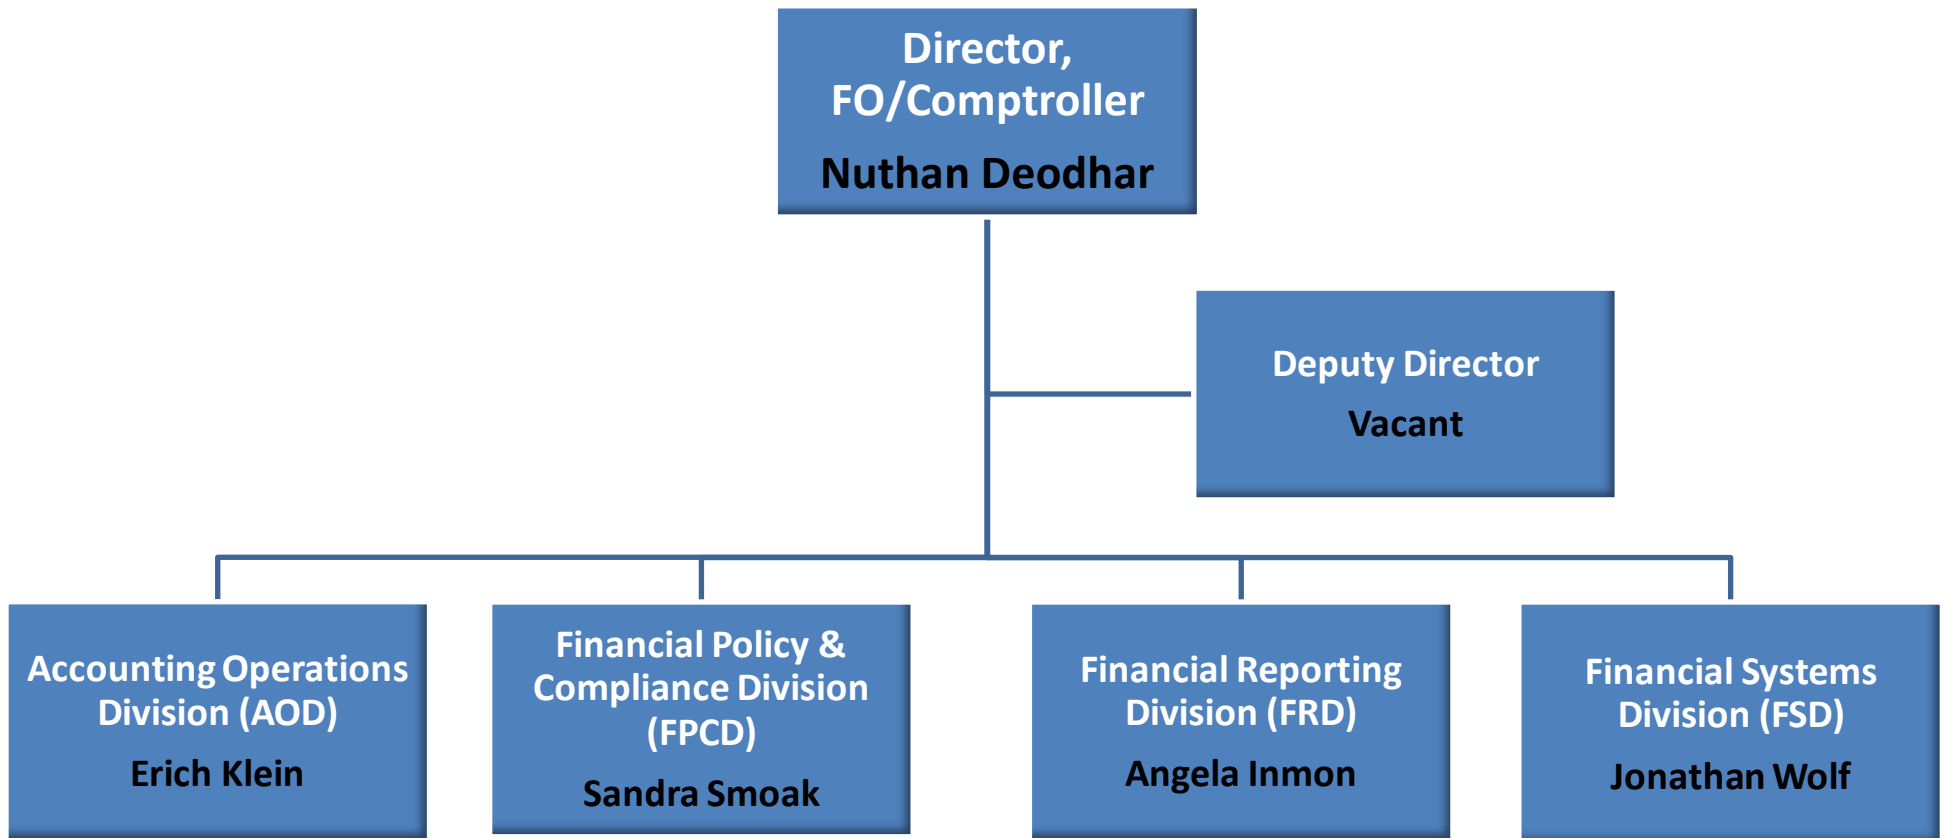 Director,
FO/Comptroller
Nuthan Deodhar
Deputy Director
Vacant
Accounting Operations
Division (AOD)
Erich Klein
Financial Policy &
Compliance Division
(FPCD)
Sandra Smoak
Financial Reporting
Division (FRD)
Angela Inmon
Financial Systems
Division (FSD)
Jonathan Wolf